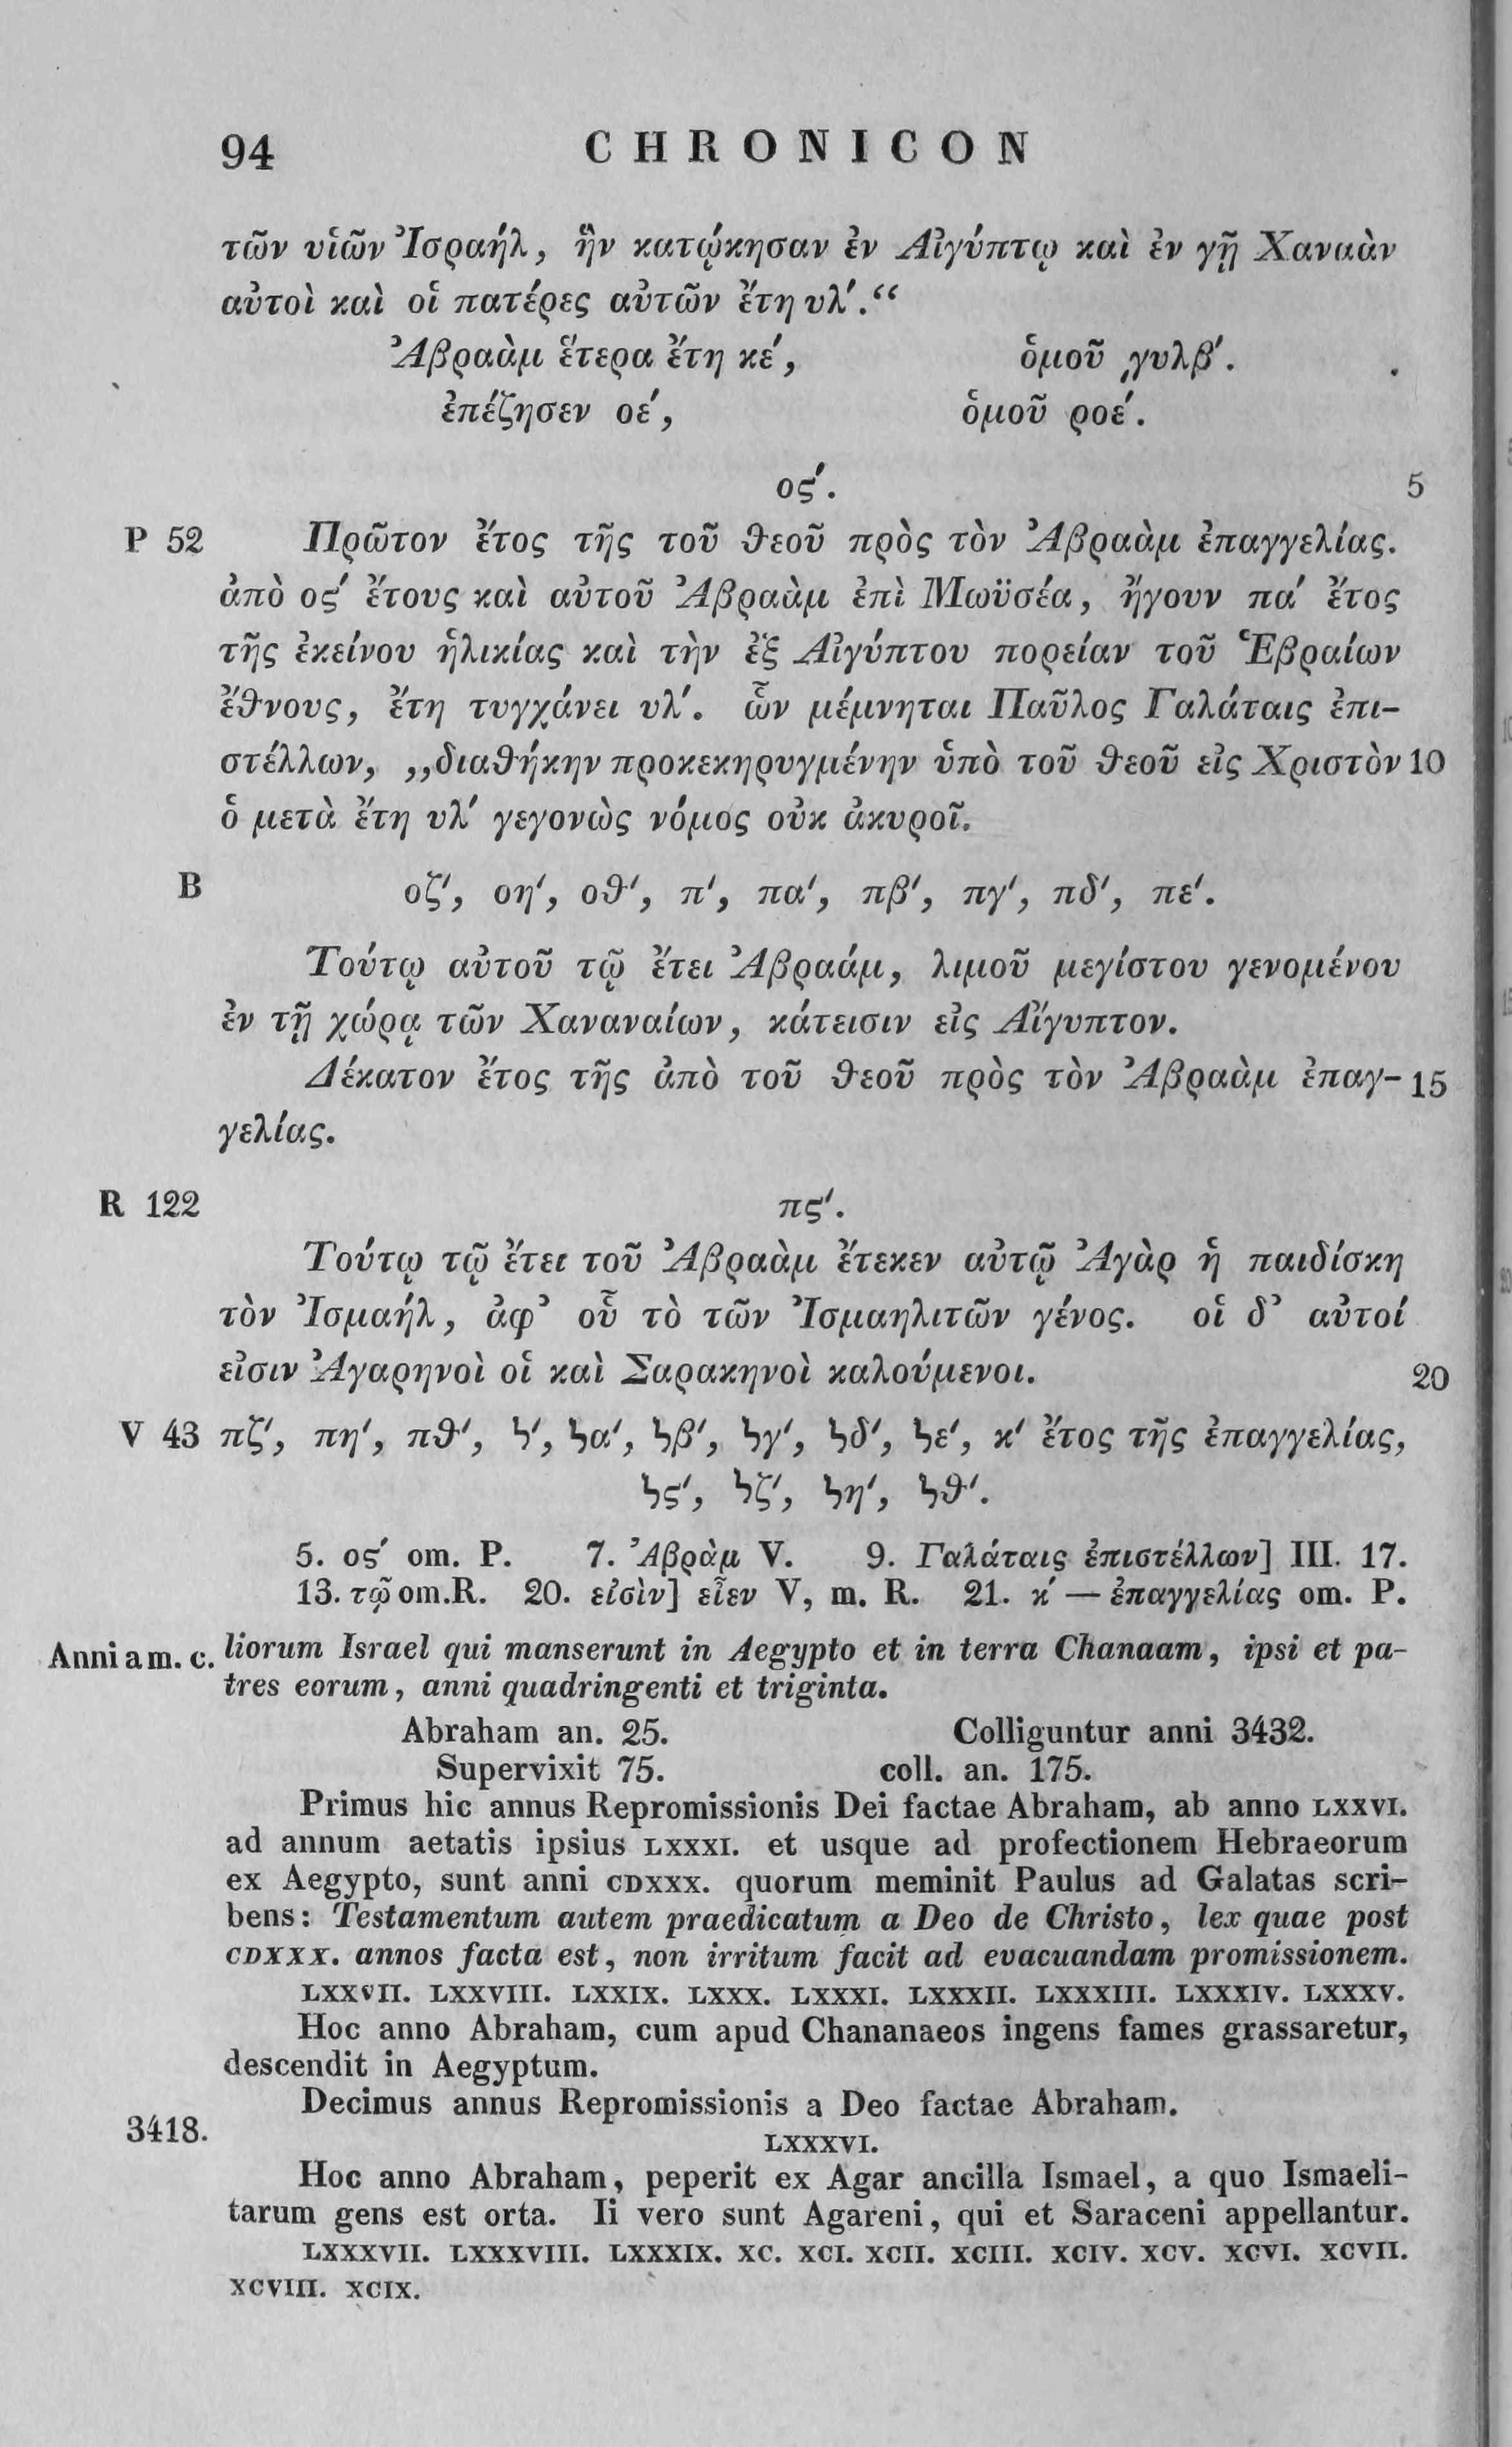 94 CHRONICON
τῶν υἱῶν Ἰσραήλ, ἣν κατῴκησαν ἐν Αἰγύπτῳ καὶ ἐν γῇ Χαναὰν
αὐτοὶ καὶ οἱ πατέρες αὐτῶν ἔτη υλ΄.“
Ἀβραὰμ ἕτερα ἔτη κε΄, ὁμοῦ ͵γυλβ΄.
ἐπέζησεν οε΄, ὁμοῦ ροε΄.
ος΄. 5
P 52 Πρῶτον ἔτος τῆς τοῦ θεοῦ πρὸς τὸν Ἀβραὰμ ἐπαγγελίας.
ἀπὸ ος΄ ἔτους καὶ αὐτοῦ Ἀβραὰμ ἐπὶ Μωϋσέα, ἤγουν πα΄ ἔτος
τῆς ἐκείνου ἡλικίας καὶ τὴν ἐξ Αἰγύπτου πορείαν τοῦ Ἑβραίων
ἔθνους, ἔτη τυγχάνει υλ΄. ὧν μέμνηται Παῦλος Γαλάταις ἐπι-
στέλλων, „διαθήκην προκεκηρυγμένην ὑπὸ τοῦ θεοῦ εἰς Χριστὸν 10
ὁ μετὰ ἔτη υλ΄ γεγονὼς νόμος οὐκ ἀκυροῖ.
B οζ΄, οη΄, οθ΄, π΄, πα΄, πβ΄, πγ΄, πδ΄, πε΄.
Τούτῳ αὐτοῦ τῷ ἔτει Ἀβραάμ, λιμοῦ μεγίστου γενομένου
ἐν τῇ χώρᾳ τῶν Χαναναίων, κάτεισιν εἰς Αἴγυπτον.
Δέκατον ἔτος τῆς ἀπὸ τοῦ θεοῦ πρὸς τὸν Ἀβραὰμ ἐπαγ- 15
γελίας.
R 122 πς΄.
Τούτῳ τῷ ἔτει τοῦ Ἀβραὰμ ἔτεκεν αὐτῷ Ἀγὰρ ἡ παιδίσκη
τὸν Ἰσμαήλ, ἀφ’ οὗ τὸ τῶν Ἰσμαηλιτῶν γένος. οἱ δ’ αὐτοί
εἰσιν Ἀγαρηνοὶ οἱ καὶ Σαρακηνοὶ καλούμενοι. 20
V 43 πζ΄, πη΄, πθ΄, ϟ΄, ϟα΄, ϟβ΄, ϟγ΄, ϟδ΄, ϟε΄, κ΄ ἔτος τῆς ἐπαγγελίας,
ϟς΄, ϟζ΄, ϟη΄, ϟθ΄.
5. ος΄ om. P. 7. Ἀβρὰμ V. 9. Γαλάταις ἐπιστέλλων] III. 17.
13. τῷ om. R. 20. εἰσὶν] εἶεν V, m. R. 21. κ΄ — ἐπαγγελίας om. P.
Anni a m. c. liorum Israel qui manserunt in Aegypto et in terra Chanaam, ipsi et pa-
tres eorum, anni quadringenti et triginta.
Abraham an. 25. Colliguntur anni 3432.
Supervixit 75. coll. an. 175.
Primus hic annus Repromissionis Dei factae Abraham, ab anno LXXVI.
ad annum aetatis ipsius LXXXI. et usque ad profectionem Hebraeorum
ex Aegypto, sunt anni CDXXX. quorum meminit Paulus ad Galatas scri-
bens: Testamentum autem praedicatum a Deo de Christo, lex quae post
CDXXX. annos facta est, non irritum facit ad evacuandam promissionem.
LXXVII. LXXVIII. LXXIX. LXXX. LXXXI. LXXXII. LXXXIII. LXXXIV. LXXXV.
Hoc anno Abraham, cum apud Chananaeos ingens fames grassaretur,
descendit in Aegyptum.
Decimus annus Repromissionis a Deo factae Abraham.
3418. LXXXVI.
Hoc anno Abraham, peperit ex Agar ancilla Ismael, a quo Ismaeli-
tarum gens est orta. Ii vero sunt Agareni, qui et Saraceni appellantur.
LXXXVII. LXXXVIII. LXXXIX. XC. XCI. XCII. XCIII. XCIV. XCV. XCVI. XCVII.
XCVIII. XCIX.